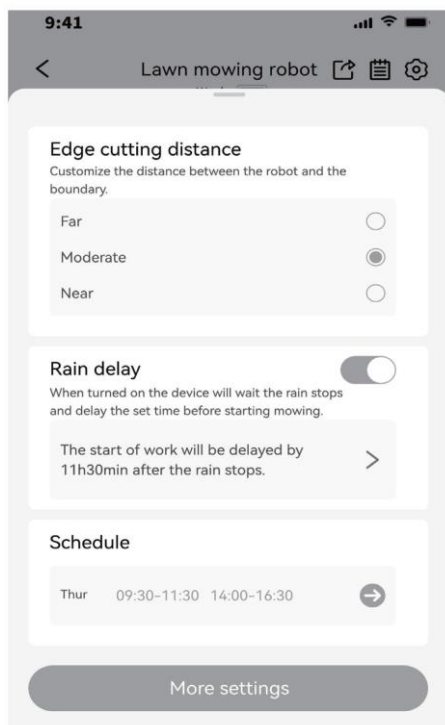 9:41
Lawn mowing robot
Edge cutting distance
Customize the distance between the robot and the
boundary.
Far
Moderate
Near
Rain delay
When turned on the device will wait the rain stops
and delay the set time before starting mowing.
The start of work will be delayed by
11h30min after the rain stops.
Schedule
Thur 09:30-11:30 14:00-16:30
More settings